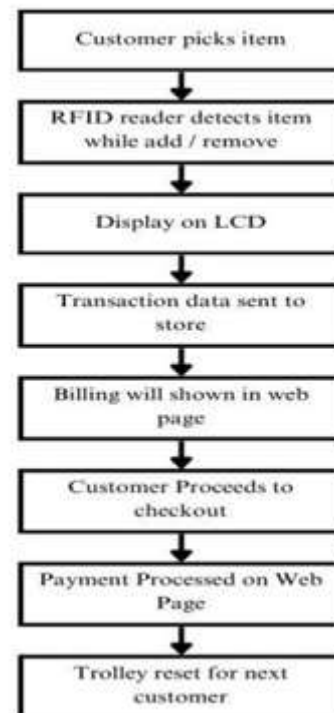 Customer picks item
RFID reader detects item
while add / remove
Display on LCD
Transaction data sent to
store
Billing will shown in web
page
Customer Proceeds to
checkout
Payment Processed on Web
Page
Trolley reset for next
customer